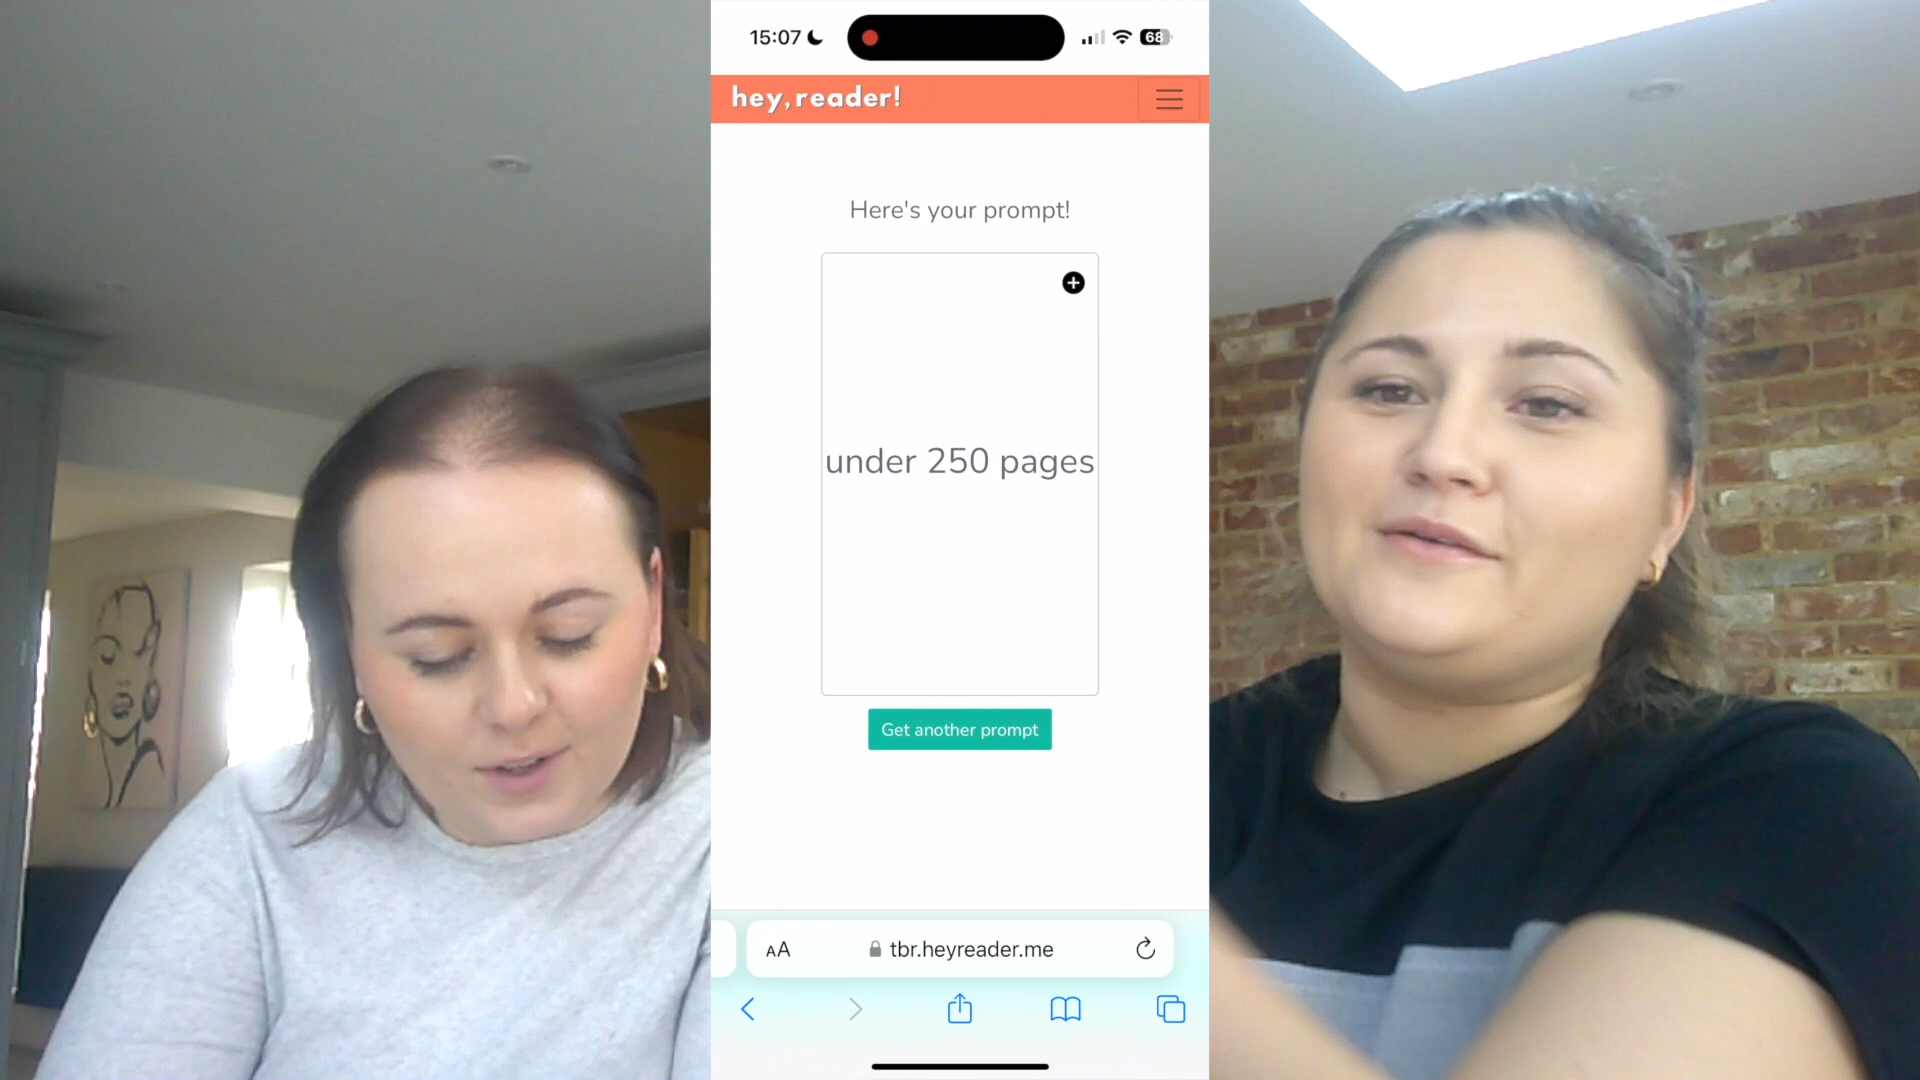 15:07
68
hey, reader!
Here's your prompt!
under 250 pages
Get another prompt
AA
tbr.heyreader.me